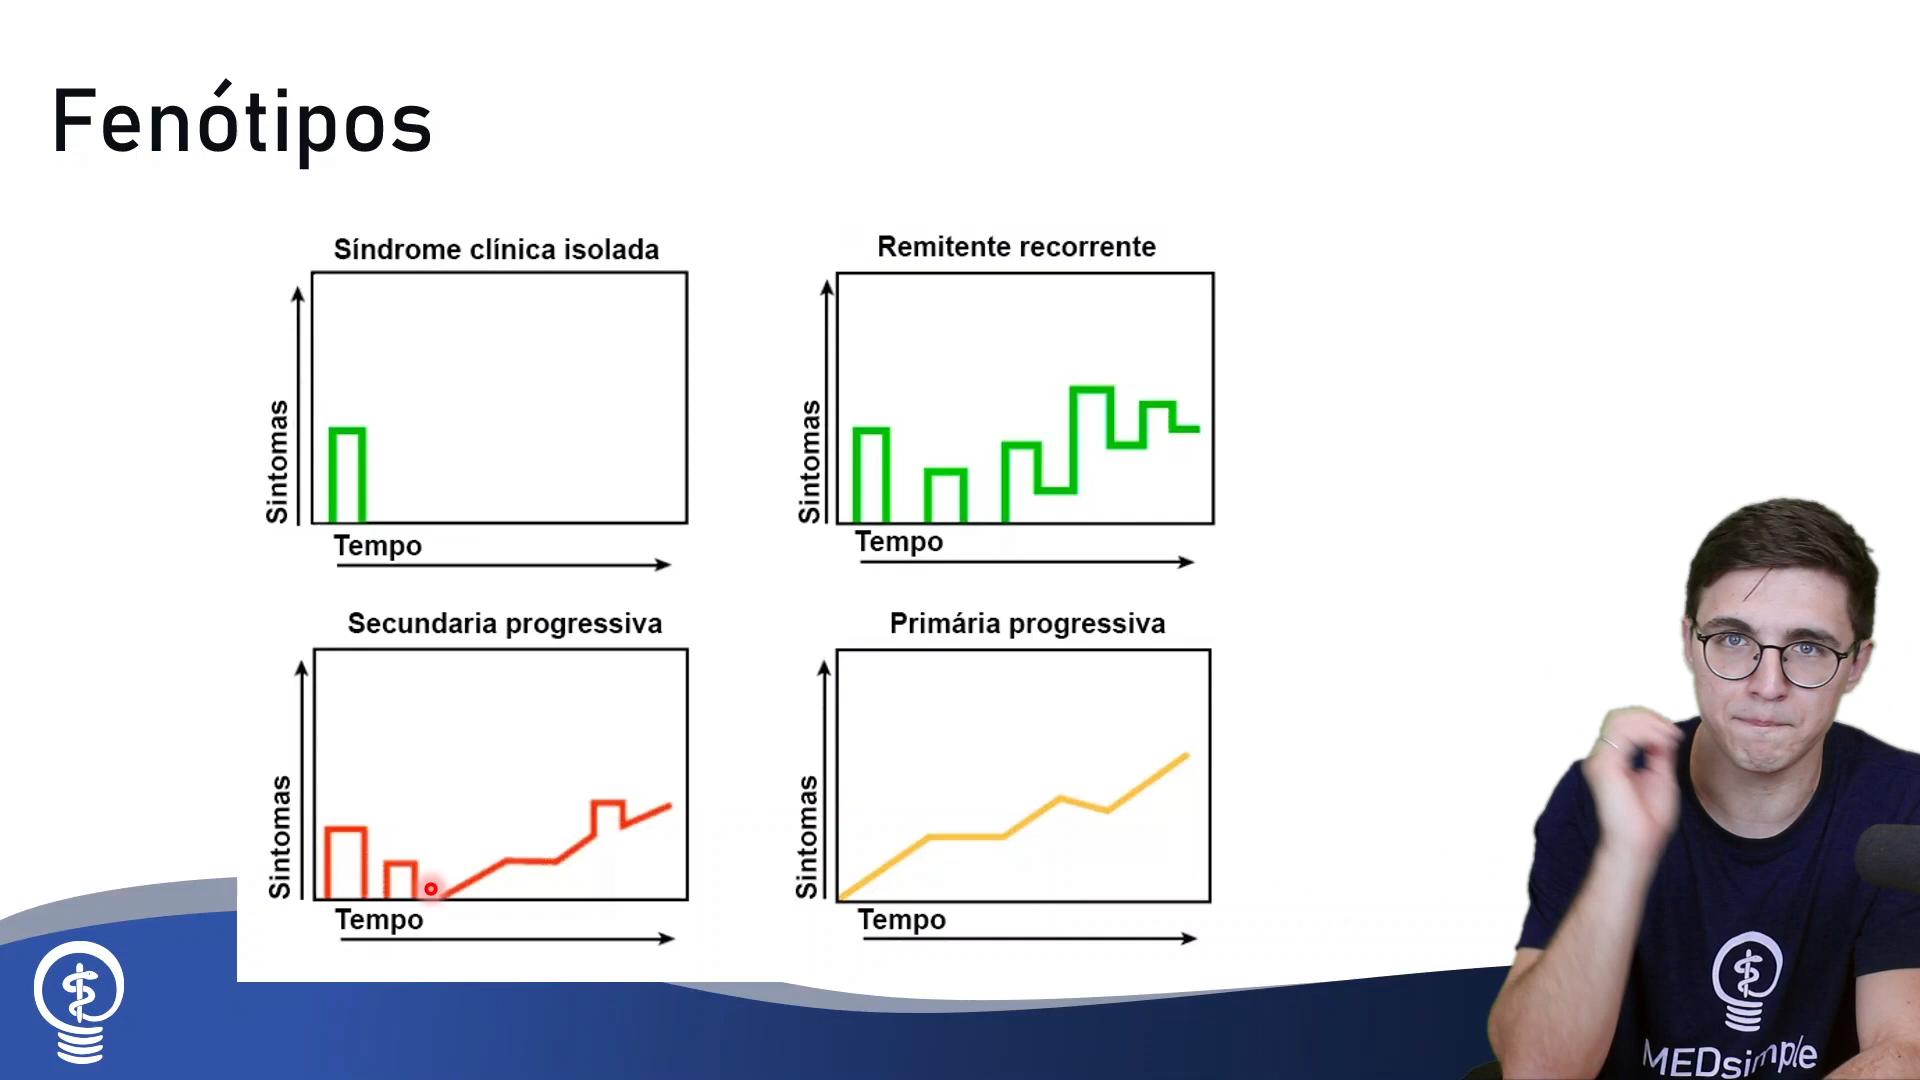 Fenótipos
Síndrome clínica isolada
Sintomas
Tempo
Remitente recorrente
Sintomas
Tempo
Secundaria progressiva
Sintomas
Tempo
Primária progressiva
Sintomas
Tempo
MEDsimple